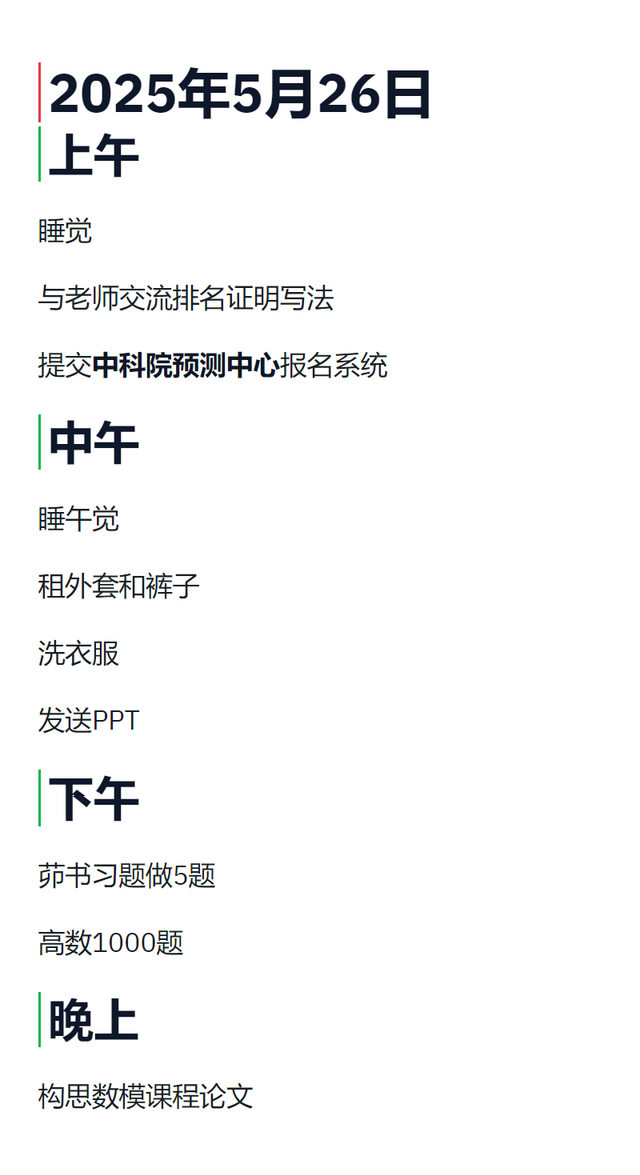 2025年5月26日
上午
睡觉
与老师交流排名证明写法
提交中科院预测中心报名系统
中午
睡午觉
租外套和裤子
洗衣服
发送PPT
下午
茆书习题做5题
高数1000题
晚上
构思数模课程论文